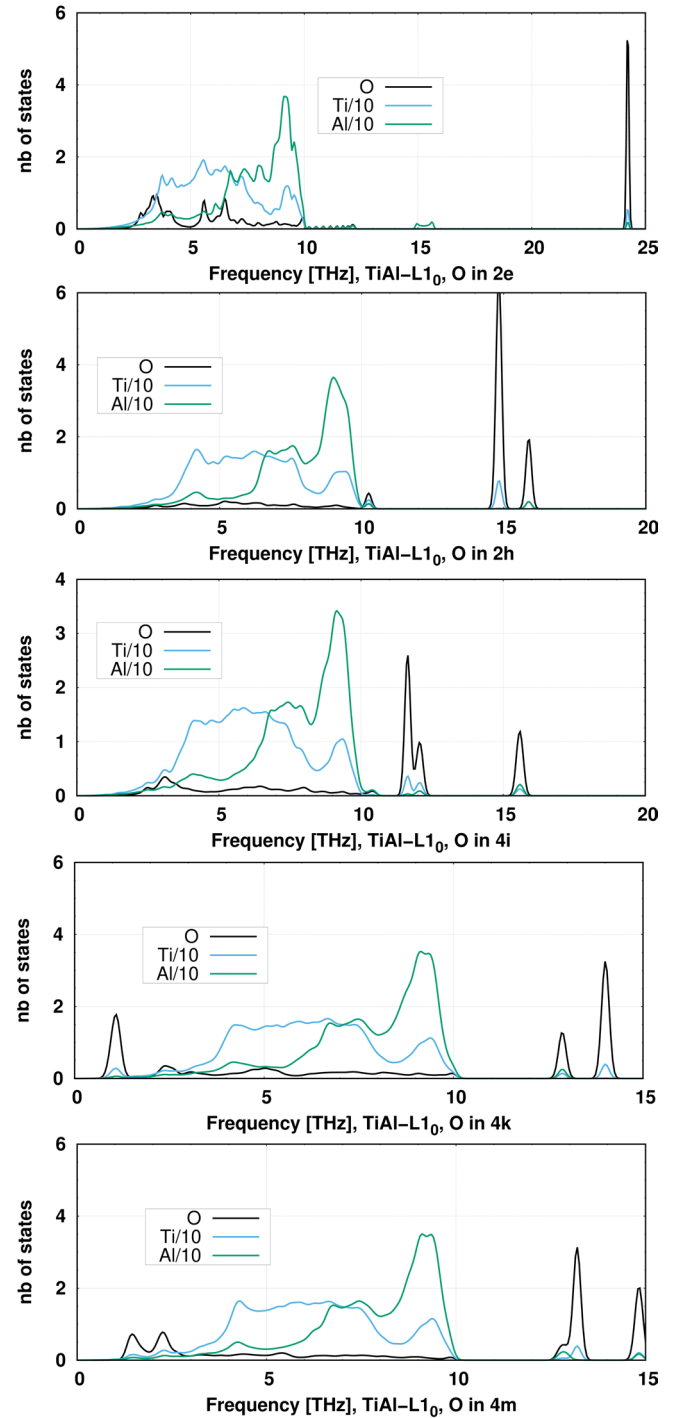 6
4
2
0
nb of states
O
Ti/10
Al/10
0 5 10 15 20 25
Frequency [THz], TiAl−L1₀, O in 2e
6
4
2
0
nb of states
O
Ti/10
Al/10
0 5 10 15 20
Frequency [THz], TiAl−L1₀, O in 2h
4
3
2
1
0
nb of states
O
Ti/10
Al/10
0 5 10 15 20
Frequency [THz], TiAl−L1₀, O in 4i
6
4
2
0
nb of states
O
Ti/10
Al/10
0 5 10 15
Frequency [THz], TiAl−L1₀, O in 4k
6
4
2
0
nb of states
O
Ti/10
Al/10
0 5 10 15
Frequency [THz], TiAl−L1₀, O in 4m